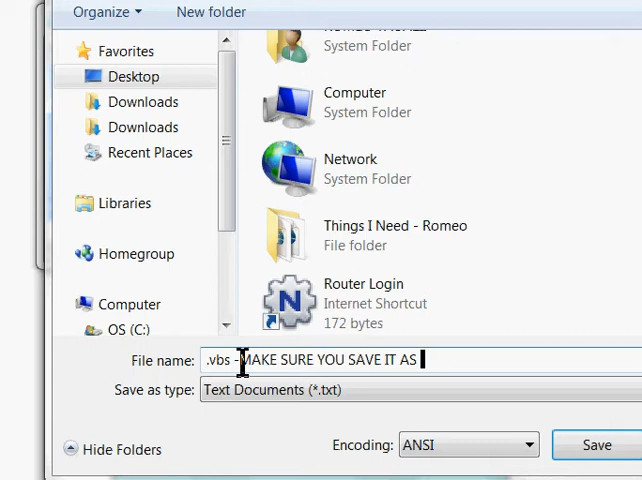 Organize New folder
Favorites
Desktop
Downloads
Downloads
Recent Places
Libraries
Homegroup
Computer
OS (C:)
System Folder
Computer
System Folder
Network
System Folder
Things I Need - Romeo
File folder
Router Login
Internet Shortcut
172 bytes
N
File name: .vbs -MAKE SURE YOU SAVE IT AS
Save as type: Text Documents (*.txt)
Hide Folders Encoding: ANSI Save